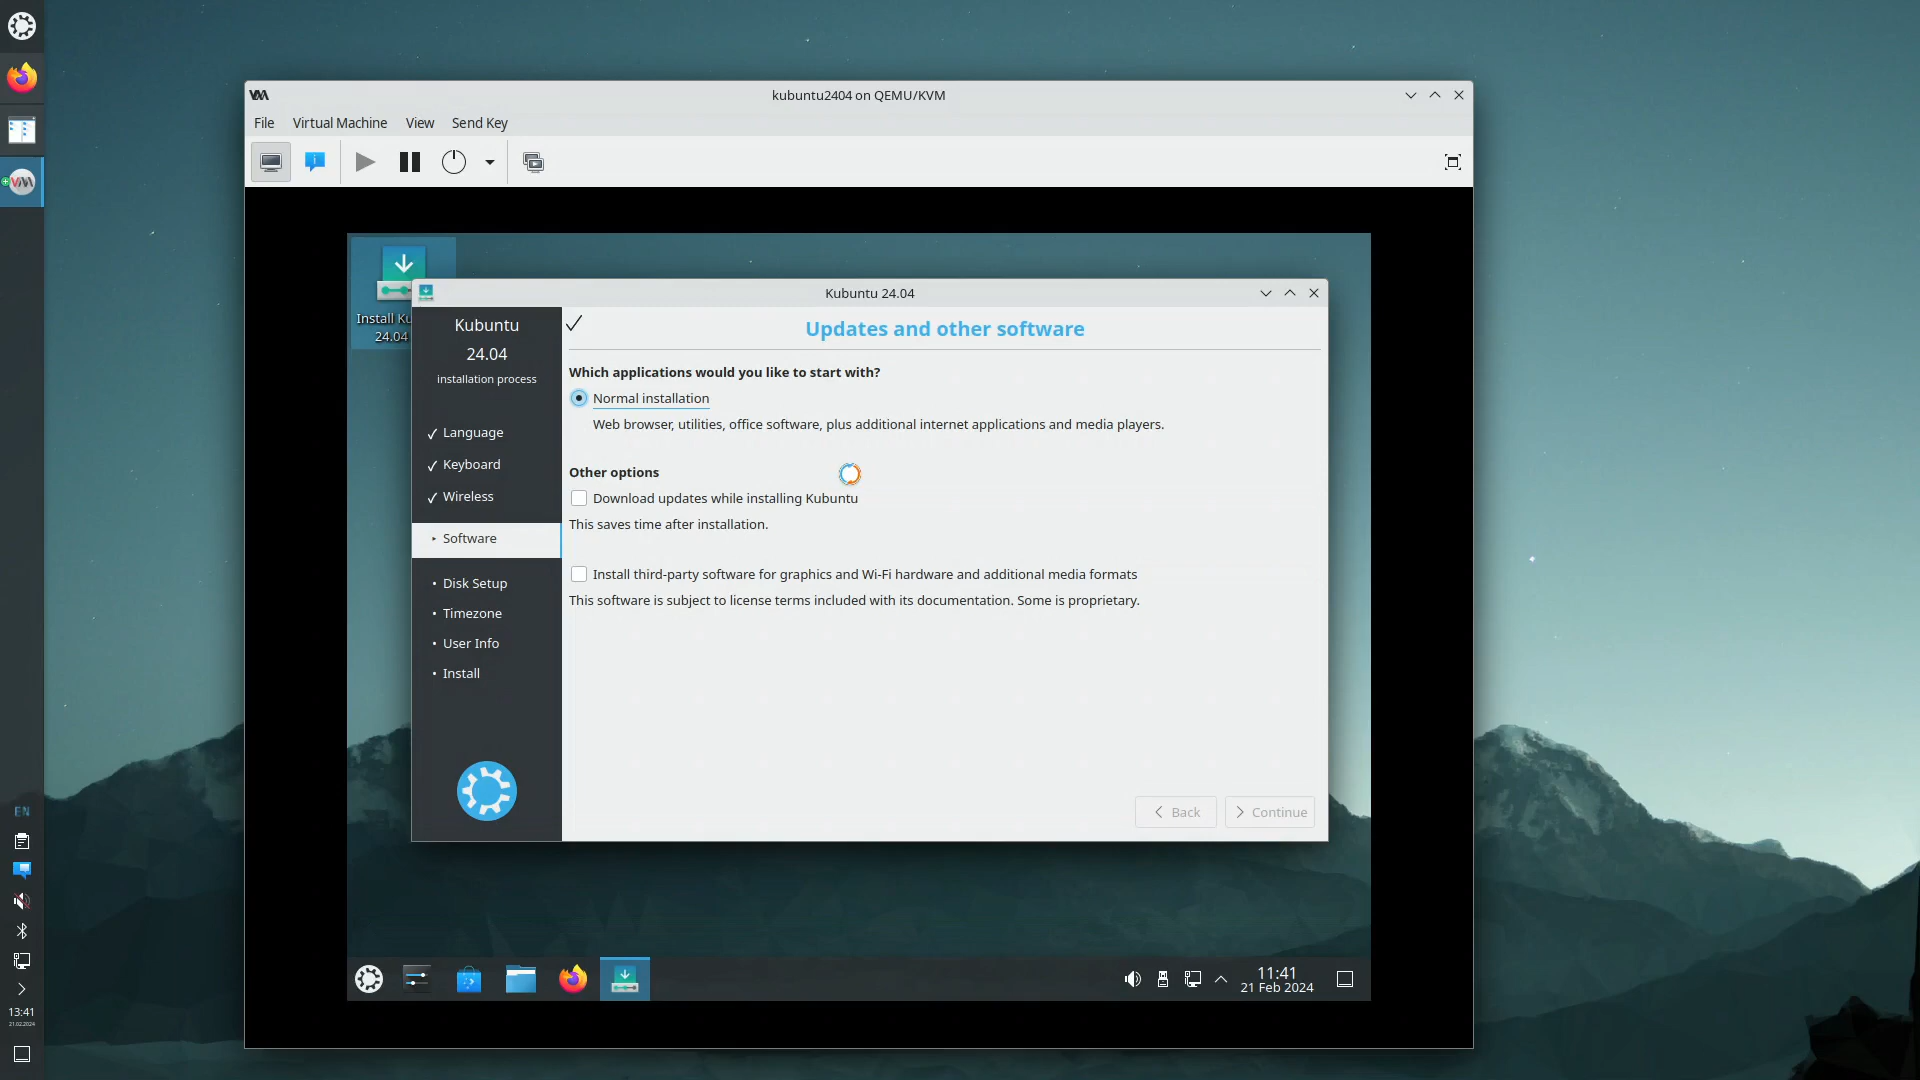 kubuntu2404 on QEMU/KVM
File Virtual Machine View Send Key
Install Ku
24.04
Kubuntu 24.04
Kubuntu
24.04
installation process
Language
Keyboard
Wireless
Software
Disk Setup
Timezone
User Info
Install
Updates and other software
Which applications would you like to start with?
Normal installation
Web browser, utilities, office software, plus additional internet applications and media players.
Other options
Download updates while installing Kubuntu
This saves time after installation.
Install third-party software for graphics and Wi-Fi hardware and additional media formats
This software is subject to license terms included with its documentation. Some is proprietary.
Back Continue
11:41
21 Feb 2024
EN
13:41
21.02.2024